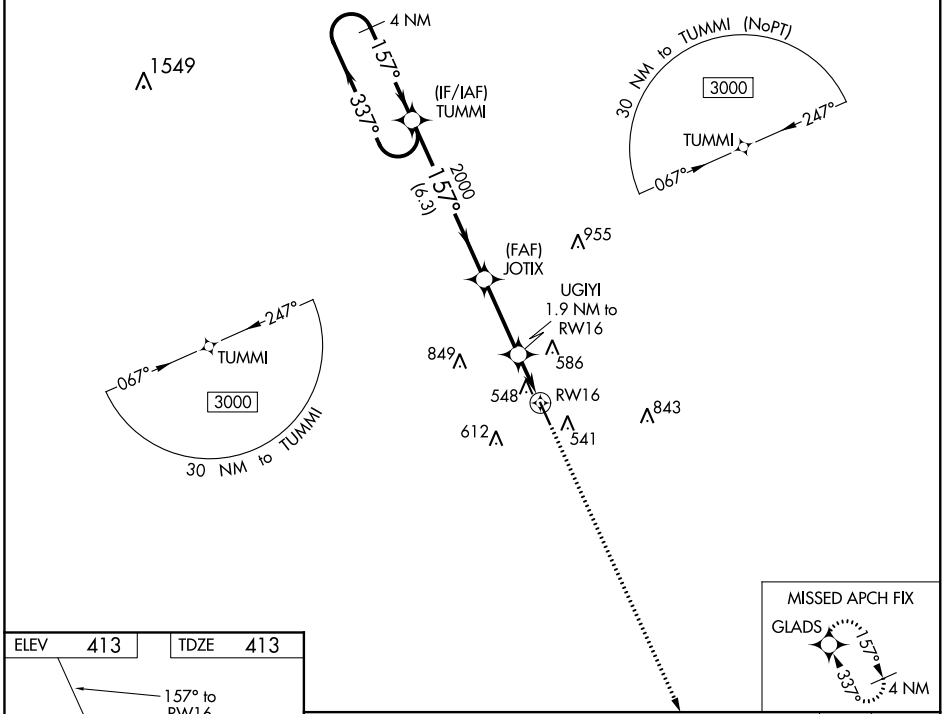 4 NM
157°
337°
(IF/IAF)
TUMMI
1549
30 NM to TUMMI (NoPT)
3000
TUMMI
247°
067°
2000
157°
(6.3)
(FAF)
JOTIX
955
UGIYI
1.9 NM to
RW16
247°
067°
TUMMI
3000
30 NM to TUMMI
849
586
548
RW16
612
541
843
MISSED APCH FIX
GLADS
157°
337°
4 NM
ELEV 413
TDZE 413
157° to
RW16